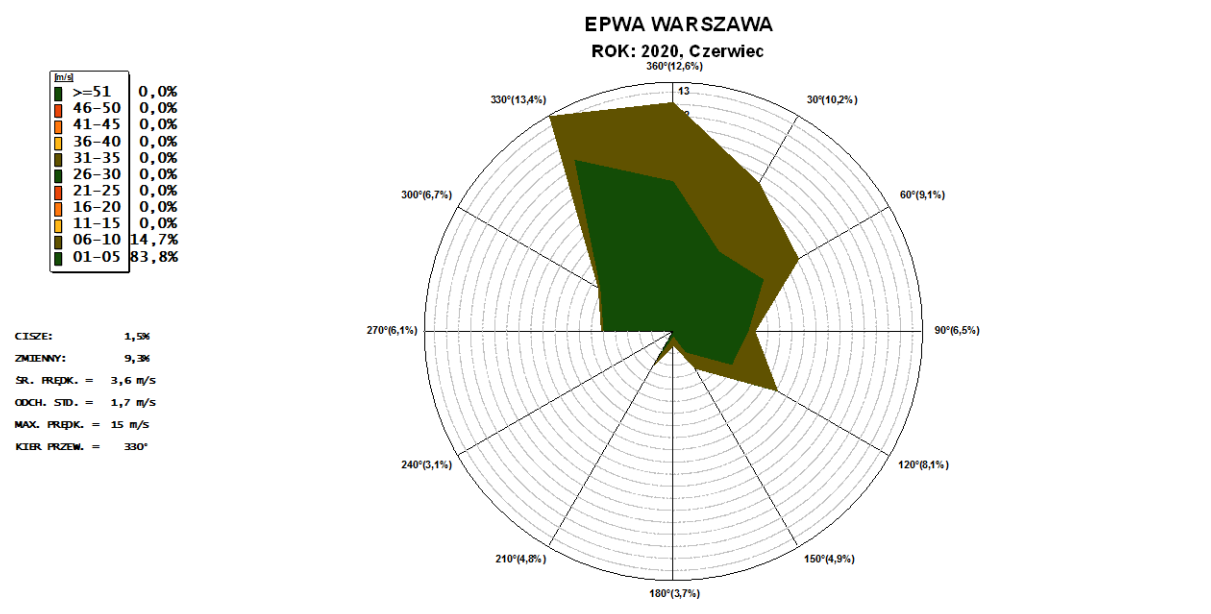 EPWA WARSZAWA
ROK: 2020, Czerwiec
[m/s]
>=51 0,0%
46-50 0,0%
41-45 0,0%
36-40 0,0%
31-35 0,0%
26-30 0,0%
21-25 0,0%
16-20 0,0%
11-15 0,0%
06-10 14,7%
01-05 83,8%
CISZE: 1,5%
ZMIENNY: 9,3%
ŚR. PRĘDK. = 3,6 m/s
ODCH. STD. = 1,7 m/s
MAX. PRĘDK. = 15 m/s
KIER PRZEW. = 330°
360°(12,6%)
13
30°(10,2%)
60°(9,1%)
90°(6,5%)
120°(8,1%)
150°(4,9%)
180°(3,7%)
210°(4,8%)
240°(3,1%)
270°(6,1%)
300°(6,7%)
330°(13,4%)